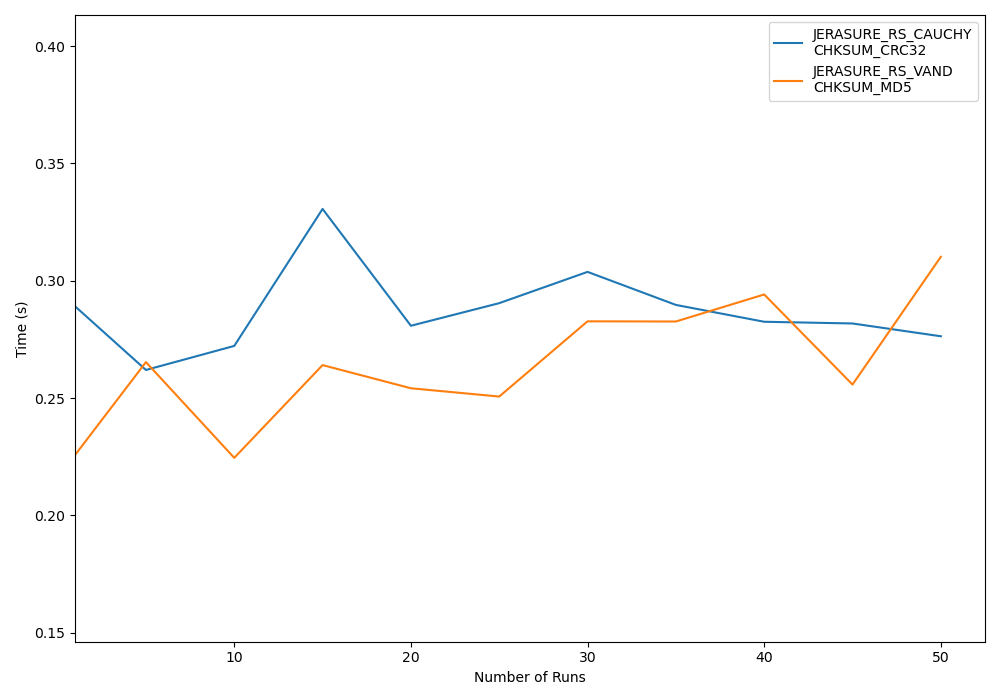 JERASURE_RS_CAUCHY
CHKSUM_CRC32
JERASURE_RS_VAND
CHKSUM_MD5
0.40
0.35
0.30
0.25
0.20
0.15
Time (s)
10 20 30 40 50
Number of Runs